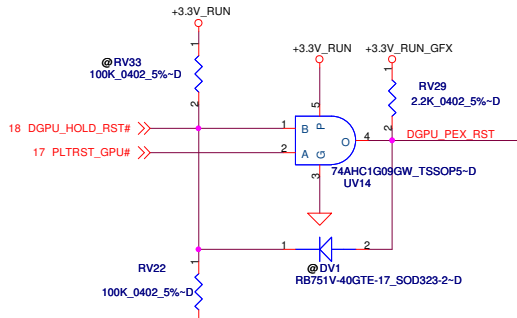 +3.3V_RUN
1
@RV33
100K_0402_5%~D
2
+3.3V_RUN
+3.3V_RUN_GFX
1
RV29
2.2K_0402_5%~D
2
5
18 DGPU_HOLD_RST#
1
B
P
O
4
DGPU_PEX_RST
17 PLTRST_GPU#
2
A
G
74AHC1G09GW_TSSOP5~D
UV14
3
1
2
@DV1
RB751V-40GTE-17_SOD323-2~D
1
RV22
100K_0402_5%~D